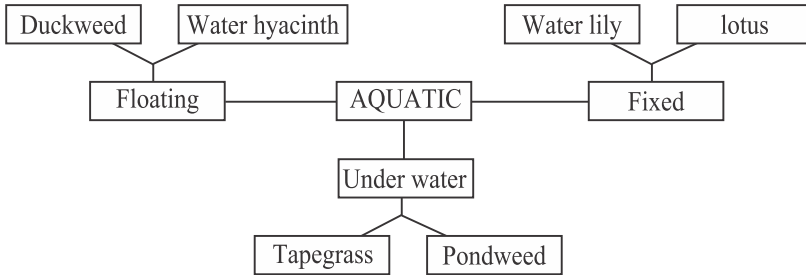 Duckweed
Water hyacinth
Water lily
lotus
Floating
AQUATIC
Fixed
Under water
Tapegrass
Pondweed